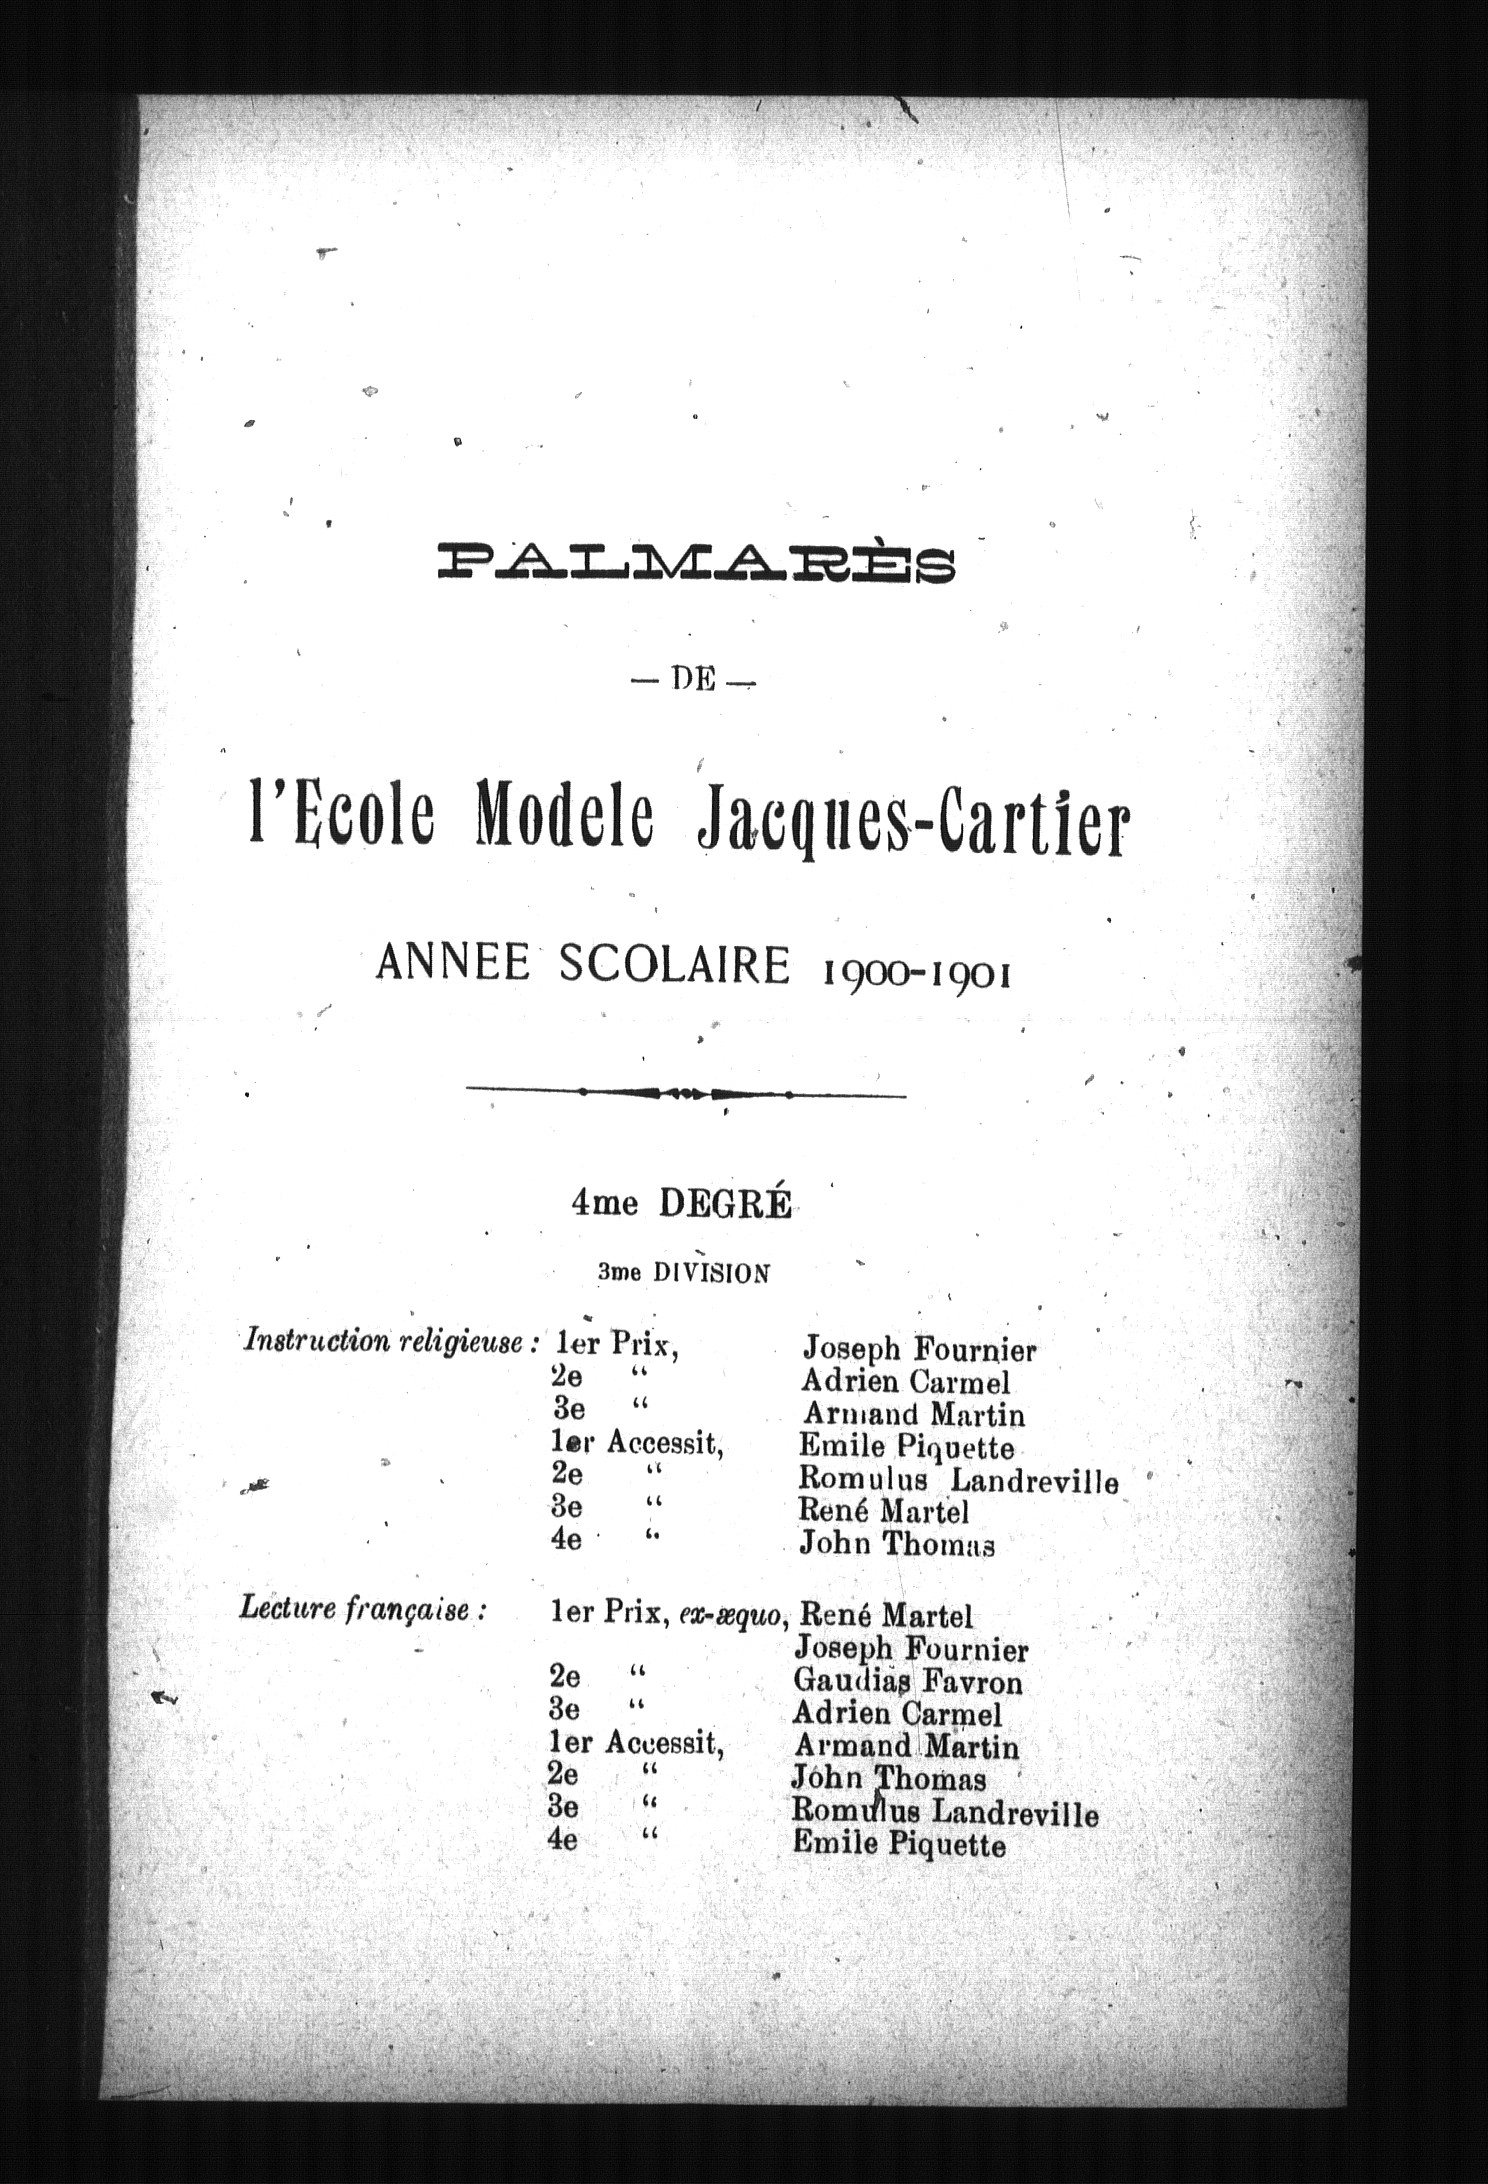 PALMARÈS
— DE —
l'Ecole Modele Jacques-Cartier
ANNEE SCOLAIRE 1900-1901
4me DEGRÉ
3me DIVISION
Instruction religieuse : 1er Prix, Joseph Fournier
2e “ Adrien Carmel
3e “ Armand Martin
1er Accessit, Emile Piquette
2e “ Romulus Landreville
3e “ René Martel
4e “ John Thomas
Lecture française : 1er Prix, ex-æquo, René Martel
Joseph Fournier
2e “ Gaudias Favron
3e “ Adrien Carmel
1er Accessit, Armand Martin
2e “ John Thomas
3e “ Romulus Landreville
4e “ Emile Piquette